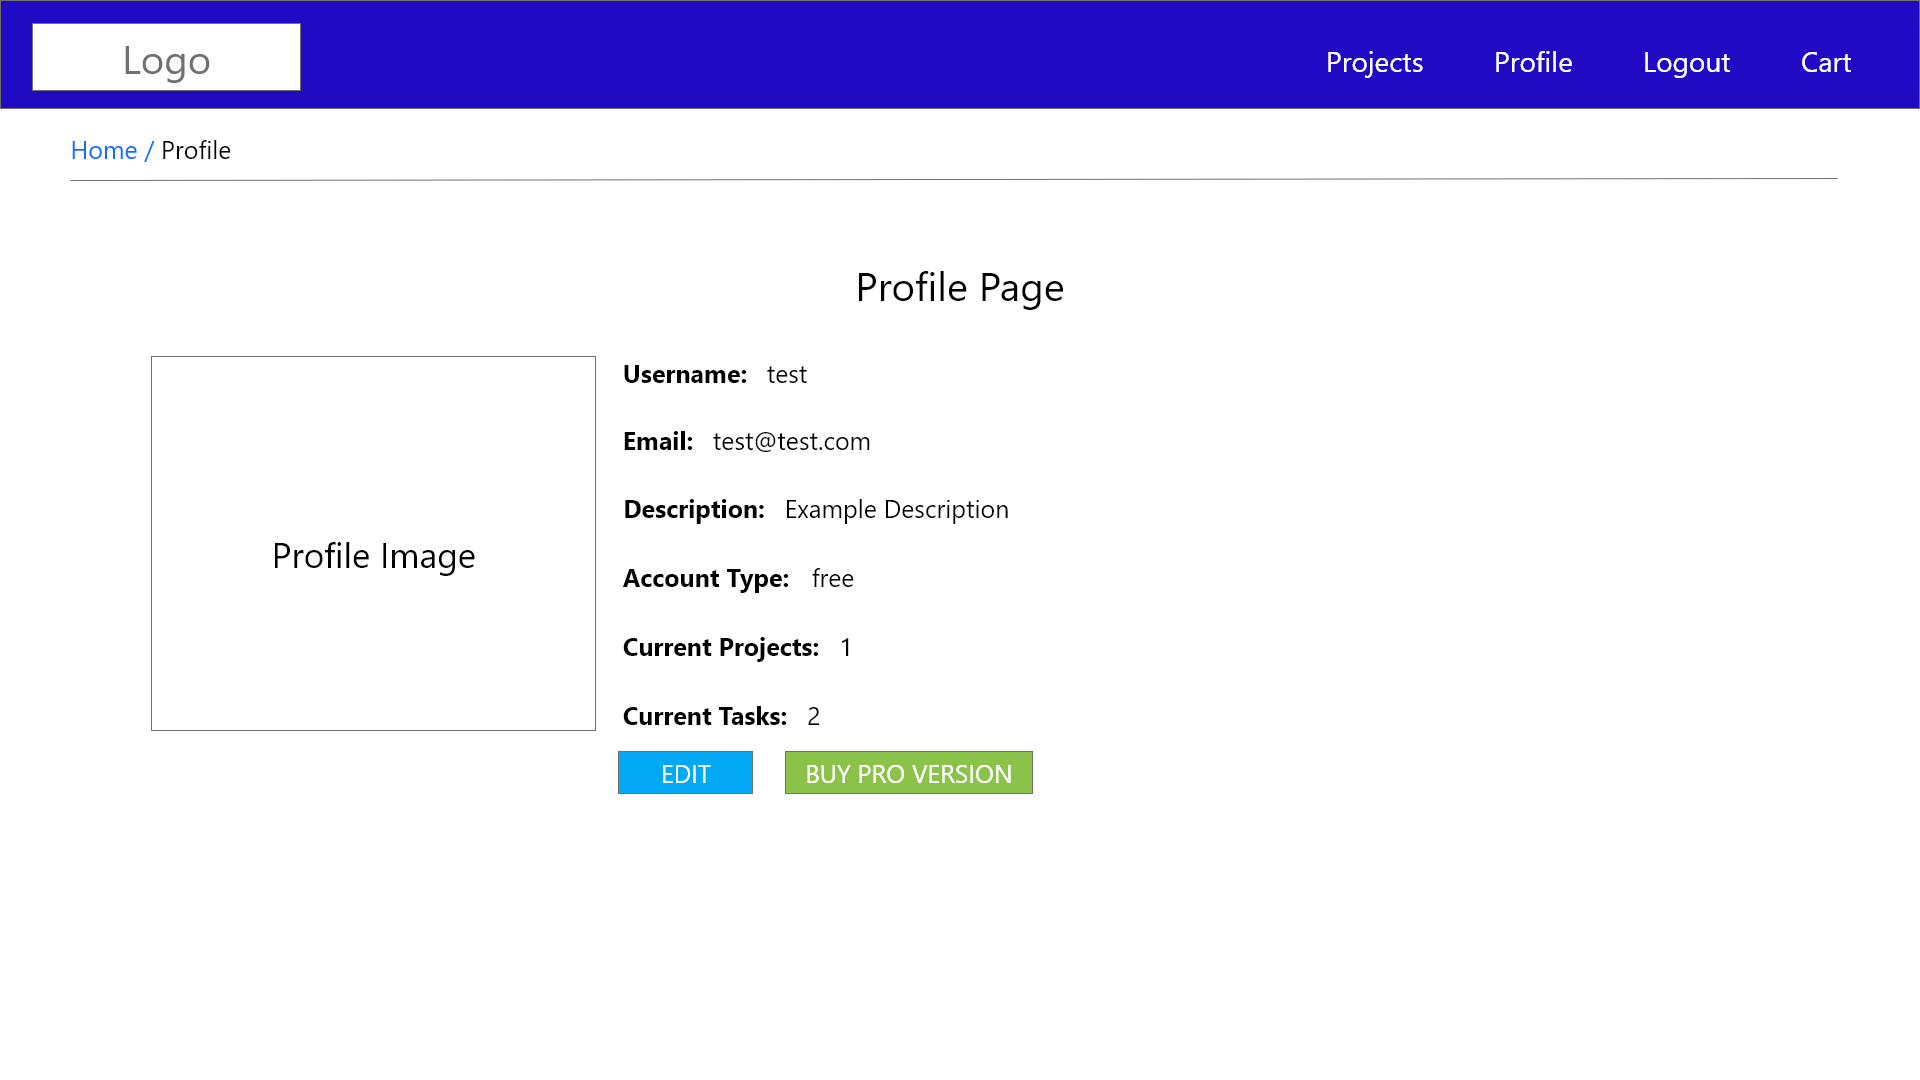 Logo
Projects Profile Logout Cart
Home / Profile
Profile Page
Profile Image
Username: test
Email: test@test.com
Description: Example Description
Account Type: free
Current Projects: 1
Current Tasks: 2
EDIT BUY PRO VERSION